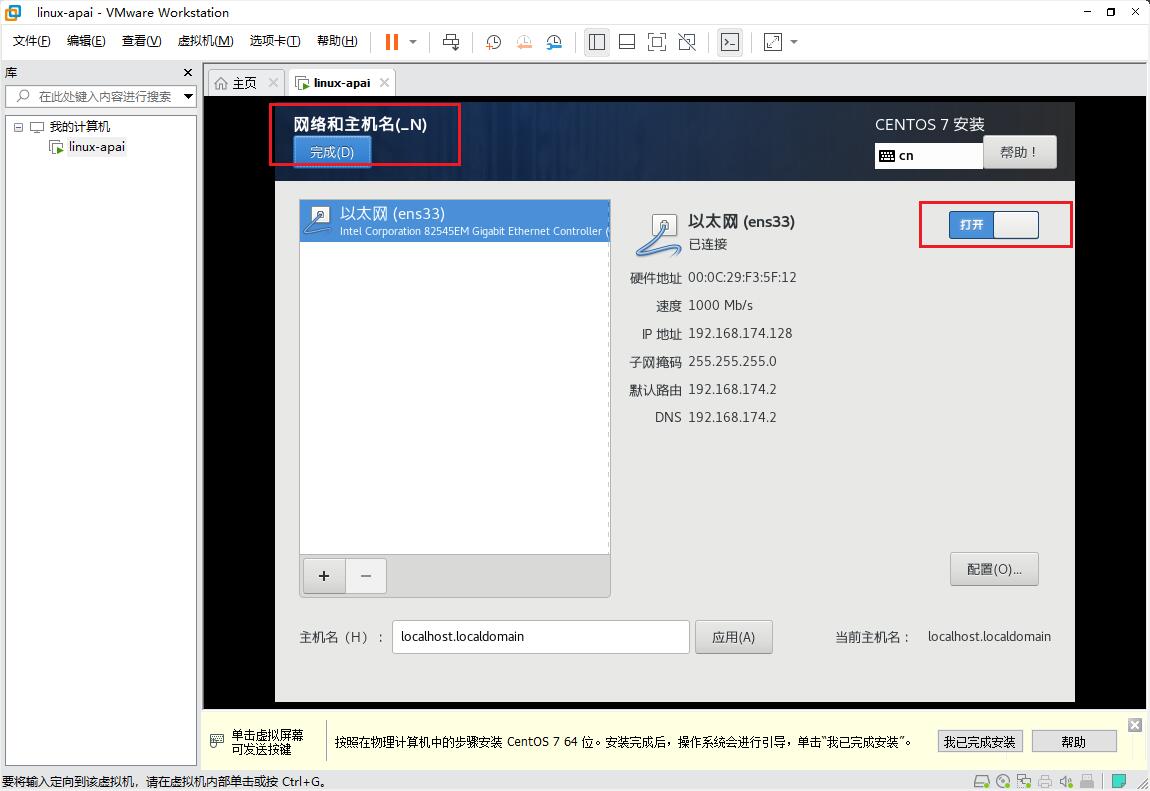 linux-apai - VMware Workstation
文件(F) 编辑(E) 查看(V) 虚拟机(M) 选项卡(T) 帮助(H)
库
在此处键入内容进行搜索
我的计算机
linux-apai
主页
linux-apai
网络和主机名(_N)
完成(D)
CENTOS 7 安装
cn
帮助！
以太网 (ens33)
Intel Corporation 82545EM Gigabit Ethernet Controller (
以太网 (ens33)
已连接
打开
硬件地址 00:0C:29:F3:5F:12
速度 1000 Mb/s
IP 地址 192.168.174.128
子网掩码 255.255.255.0
默认路由 192.168.174.2
DNS 192.168.174.2
配置(O)...
主机名（H）： localhost.localdomain 应用(A) 当前主机名： localhost.localdomain
单击虚拟屏幕
可发送按键
按照在物理计算机中的步骤安装 CentOS 7 64 位。安装完成后，操作系统会进行引导，单击“我已完成安装”。
我已完成安装 帮助
要将输入定向到该虚拟机，请在虚拟机内部单击或按 Ctrl+G。